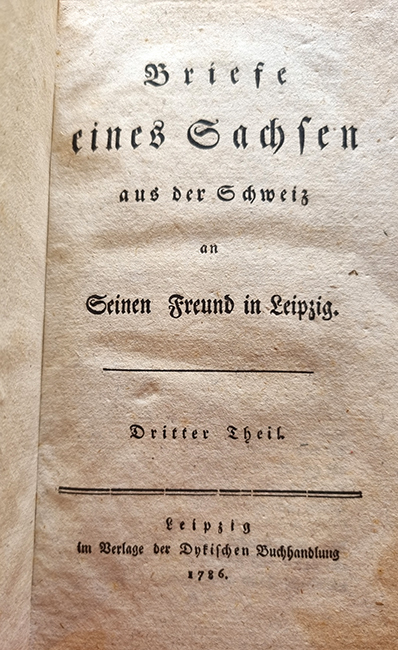 Briefe
eines Sachsen
aus der Schweiz
an
Seinen Freund in Leipzig.
Dritter Theil.
Leipzig
im Verlage der Dykischen Buchhandlung
1786.